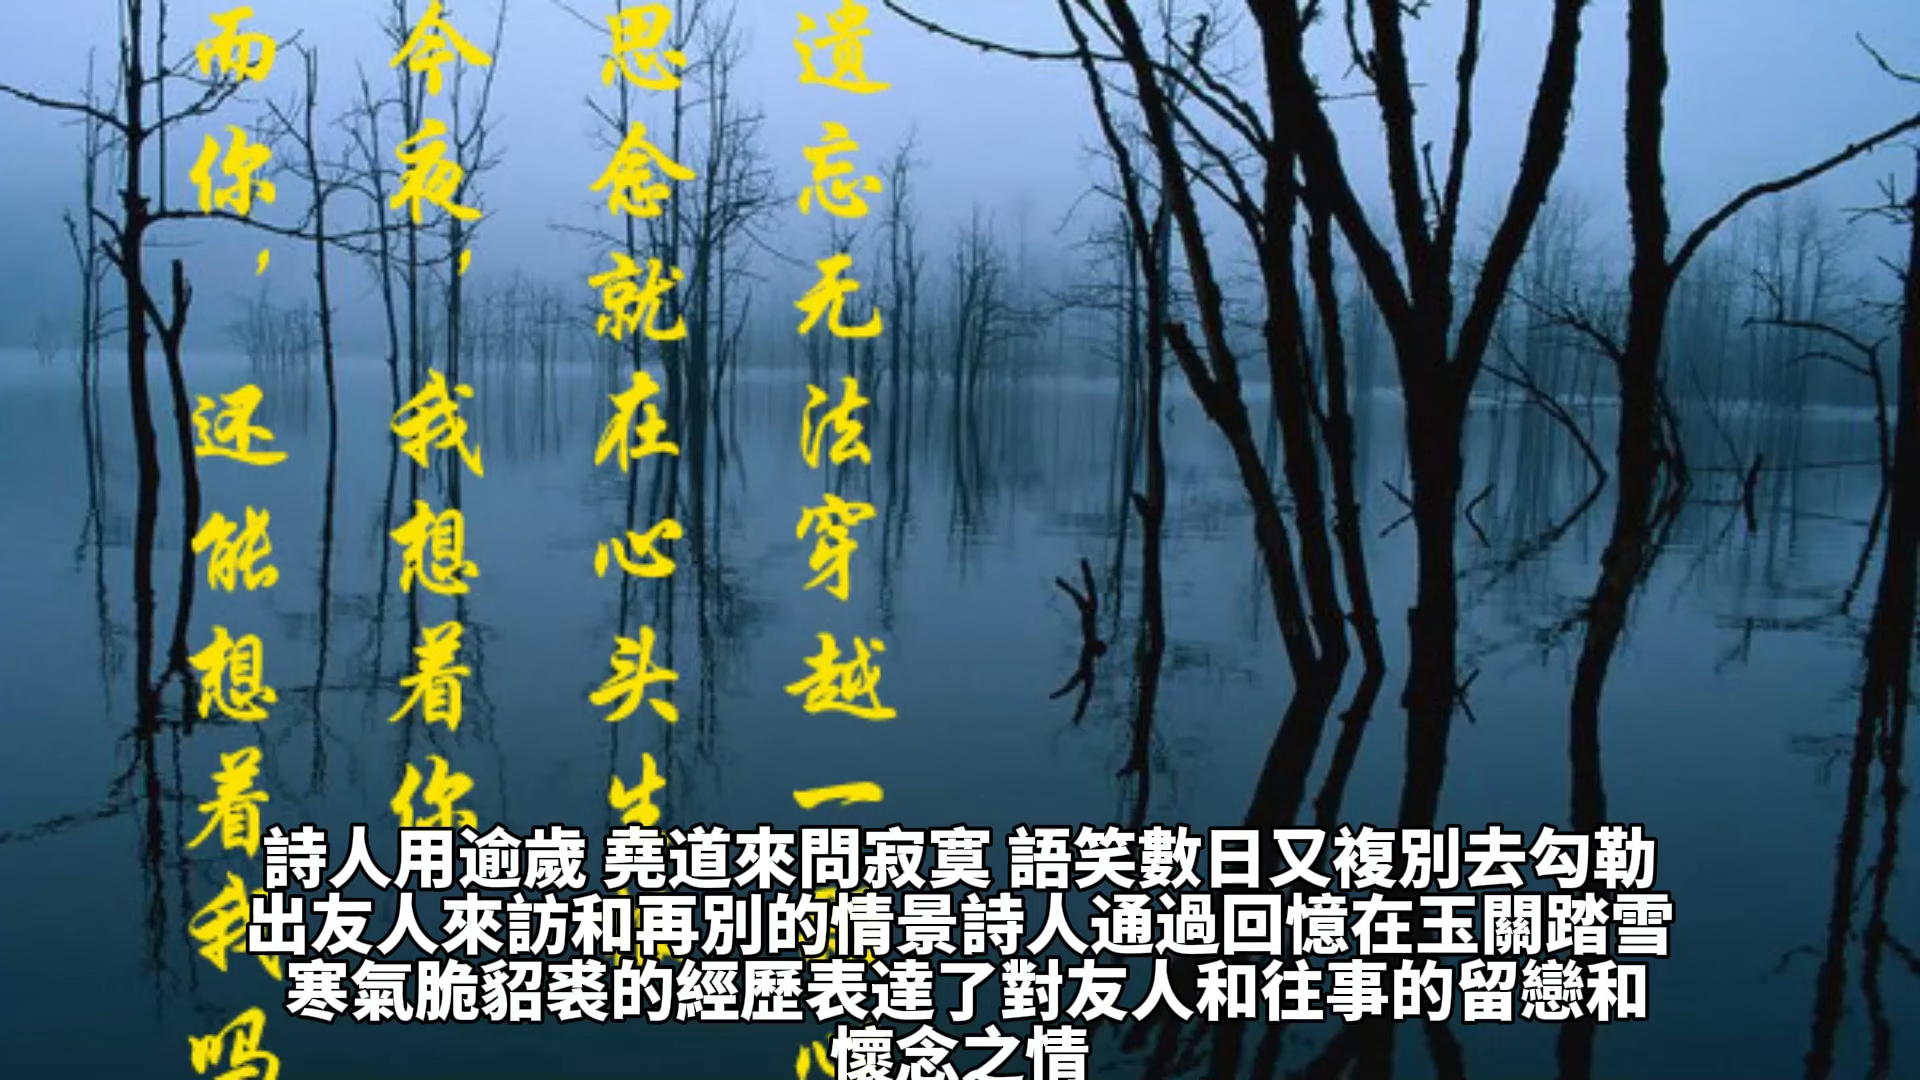 遗忘无法穿越一
思念就在心头生
今夜，我想着你
而你，还能想着我吗
詩人用逾歲 堯道來問寂寞 語笑數日又複別去勾勒
出友人來訪和再別的情景詩人通過回憶在玉關踏雪
寒氣脆貂裘的經歷表達了對友人和往事的留戀和
懷念之情